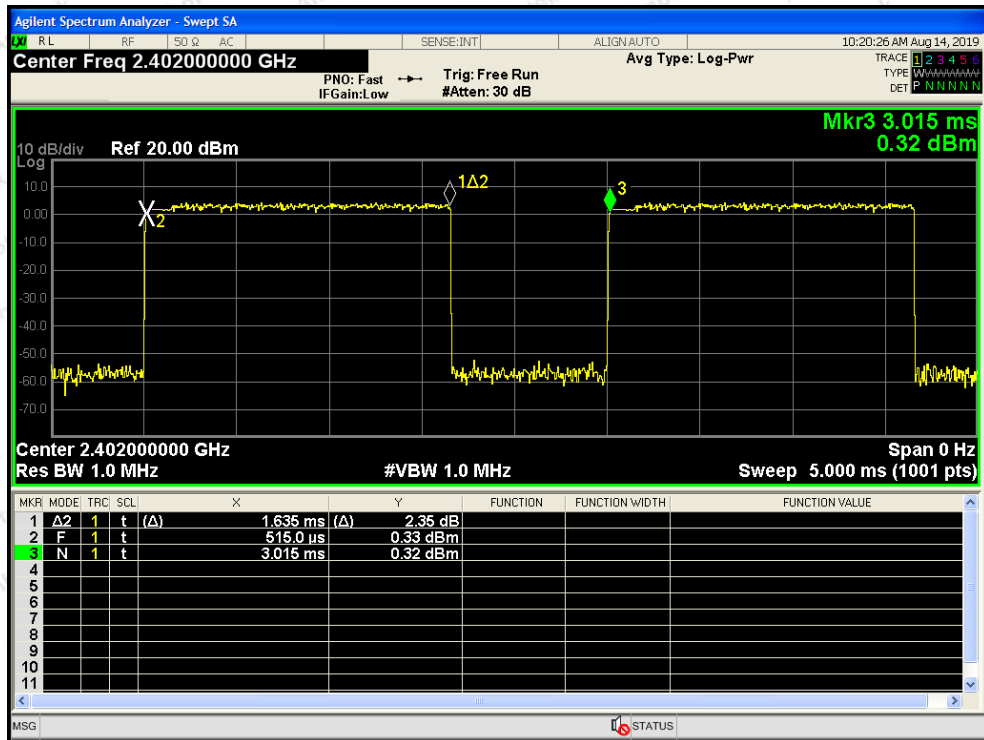 Agilent Spectrum Analyzer - Swept SA
LXI RL RF 50 Ω AC SENSE:INT ALIGNAUTO 10:20:26 AM Aug 14, 2019
Center Freq 2.402000000 GHz Avg Type: Log-Pwr TRACE 1 2 3 4 5 6
PNO: Fast Trig: Free Run TYPE
IFGain:Low #Atten: 30 dB DET P N N N N N
Mkr3 3.015 ms
10 dB/div Ref 20.00 dBm 0.32 dBm
Log
10.0
0.00
-10.0
-20.0
-30.0
-40.0
-50.0
-60.0
-70.0
1Δ2
2
3
Center 2.402000000 GHz Span 0 Hz
Res BW 1.0 MHz #VBW 1.0 MHz Sweep 5.000 ms (1001 pts)
MKR MODE TRC SCL X Y FUNCTION FUNCTION WIDTH FUNCTION VALUE
1 Δ2 1 t (Δ) 1.635 ms (Δ) 2.35 dB
2 F 1 t 515.0 µs 0.33 dBm
3 N 1 t 3.015 ms 0.32 dBm
4
5
6
7
8
9
10
11
MSG STATUS